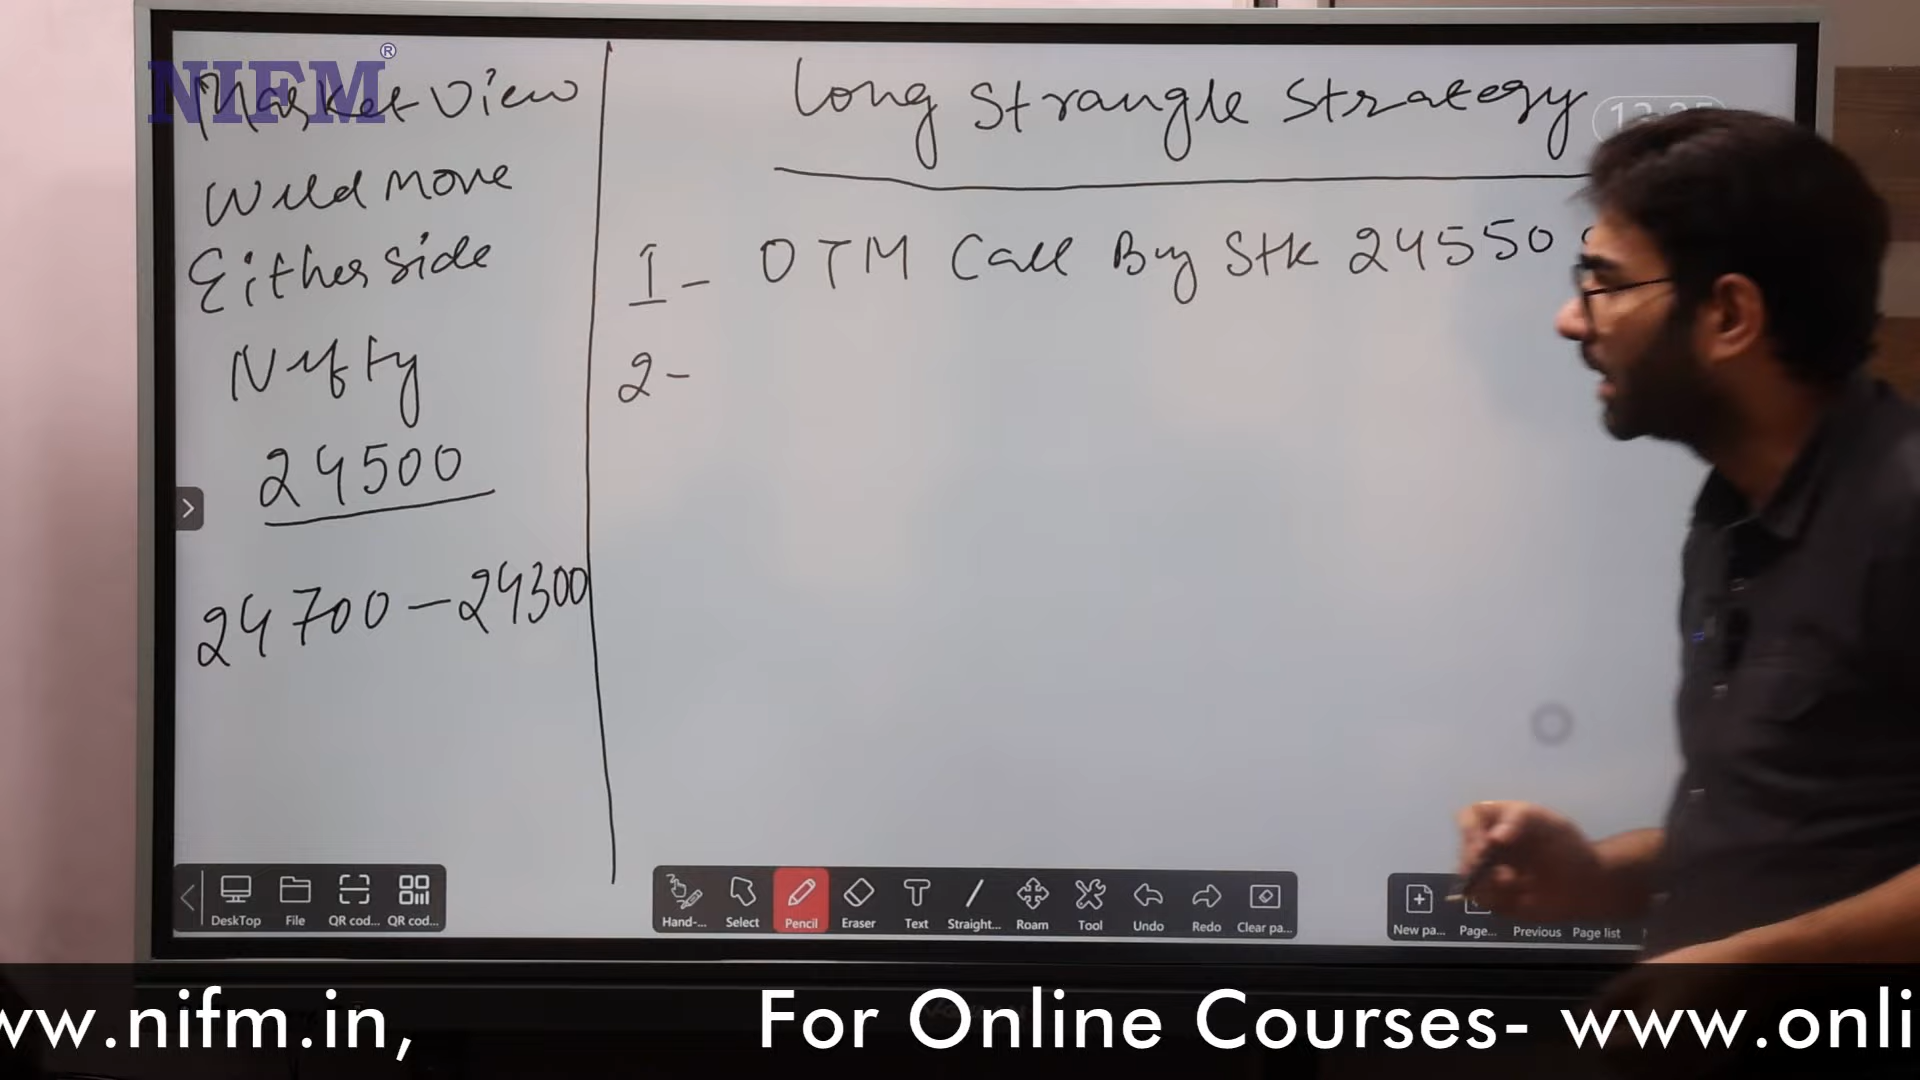 NIFM®
Market View
Wild Move
Either side
Nifty
24500
24700 - 24300
Long Strangle Strategy
1- OTM Call Buy Stk 24550
2-
DeskTop
File
QR cod...
QR cod...
Hand-...
Select
Pencil
Eraser
Text
Straight...
Roam
Tool
Undo
Redo
Clear pa...
New pa...
Page...
Previous
Page list
ww.nifm.in,
For Online Courses- www.onli